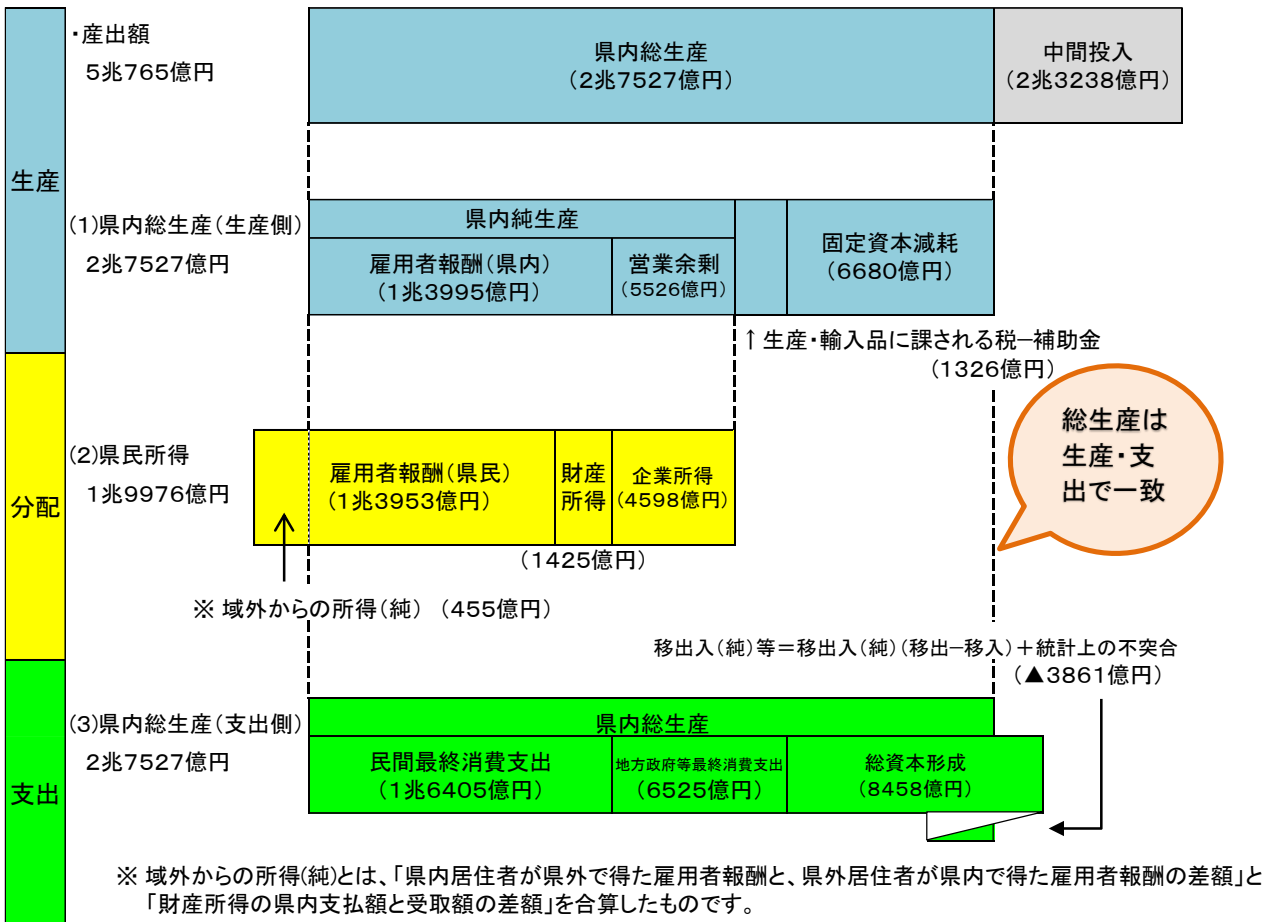 ・産出額
5兆765億円
県内総生産
(2兆7527億円)
中間投入
(2兆3238億円)
生産
(1)県内総生産(生産側)
2兆7527億円
県内純生産
雇用者報酬(県内)
(1兆3995億円)
営業余剰
(5526億円)
固定資本減耗
(6680億円)
↑生産・輸入品に課される税−補助金
(1326億円)
総生産は
生産・支
出で一致
分配
(2)県民所得
1兆9976億円
雇用者報酬(県民)
(1兆3953億円)
財産
所得
企業所得
(4598億円)
(1425億円)
※ 域外からの所得(純) (455億円)
移出入(純)等=移出入(純)(移出−移入)+統計上の不突合
(▲3861億円)
支出
(3)県内総生産(支出側)
2兆7527億円
県内総生産
民間最終消費支出
(1兆6405億円)
地方政府等最終消費支出
(6525億円)
総資本形成
(8458億円)
※ 域外からの所得(純)とは、「県内居住者が県外で得た雇用者報酬と、県外居住者が県内で得た雇用者報酬の差額」と
「財産所得の県内支払額と受取額の差額」を合算したものです。